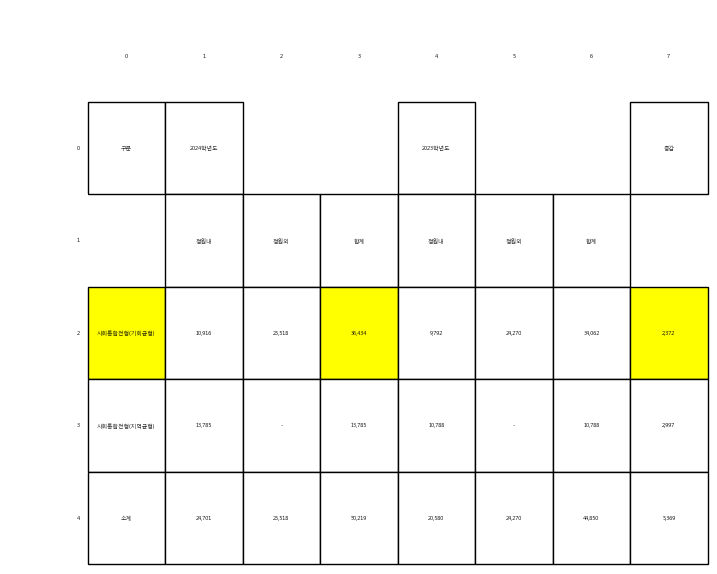 0 1 2 3 4 5 6 7
0 구분 2024학년도 2023학년도 증감
1 정원내 정원외 합계 정원내 정원외 합계
2 사회통합전형(기회균형) 10,916 25,518 36,434 9,792 24,270 34,062 2,372
3 사회통합전형(지역균형) 13,785 - 13,785 10,788 - 10,788 2,997
4 소계 24,701 25,518 50,219 20,580 24,270 44,850 5,369